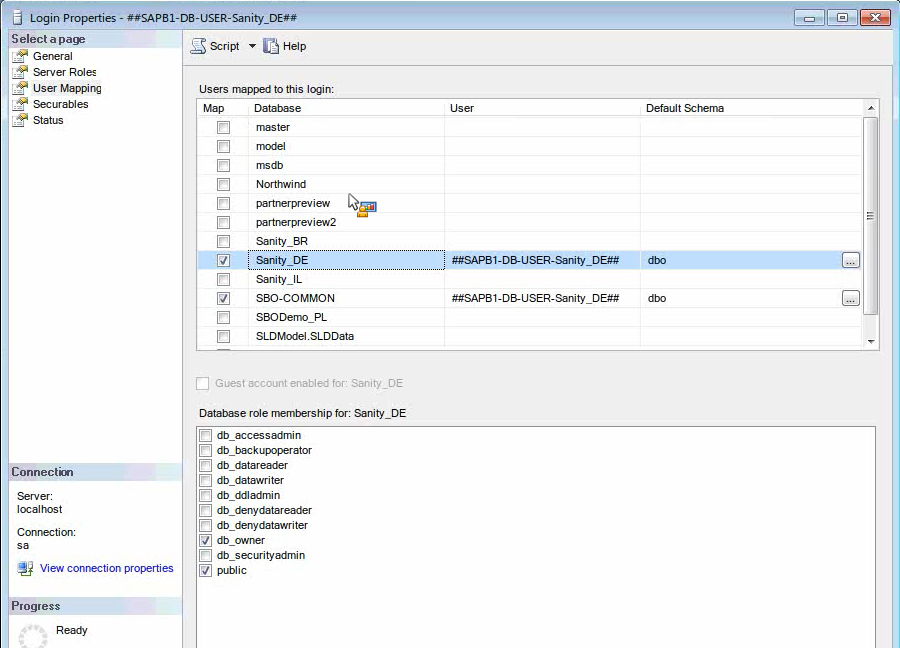 Login Properties - ##SAPB1-DB-USER-Sanity_DE##
Select a page
General
Server Roles
User Mapping
Securables
Status
Script Help
Users mapped to this login:
Map Database User Default Schema
master
model
msdb
Northwind
partnerpreview
partnerpreview2
Sanity_BR
Sanity_DE ##SAPB1-DB-USER-Sanity_DE## dbo ...
Sanity_IL
SBO-COMMON ##SAPB1-DB-USER-Sanity_DE## dbo ...
SBODemo_PL
SLDModel.SLDData
Guest account enabled for: Sanity_DE
Database role membership for: Sanity_DE
db_accessadmin
db_backupoperator
db_datareader
db_datawriter
db_ddladmin
db_denydatareader
db_denydatawriter
db_owner
db_securityadmin
public
Connection
Server:
localhost
Connection:
sa
View connection properties
Progress
Ready